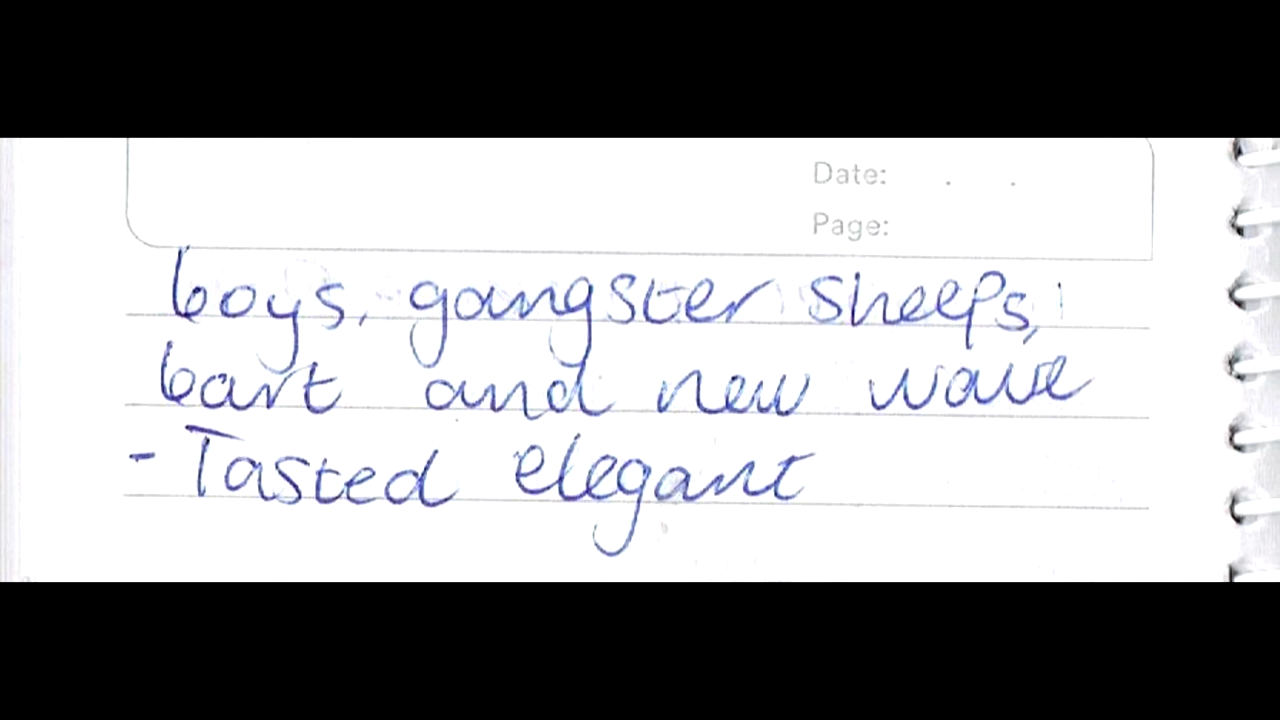 Date: . .
Page:
boys, gangster sheeps,
bart and new wave
- Tasted elegant